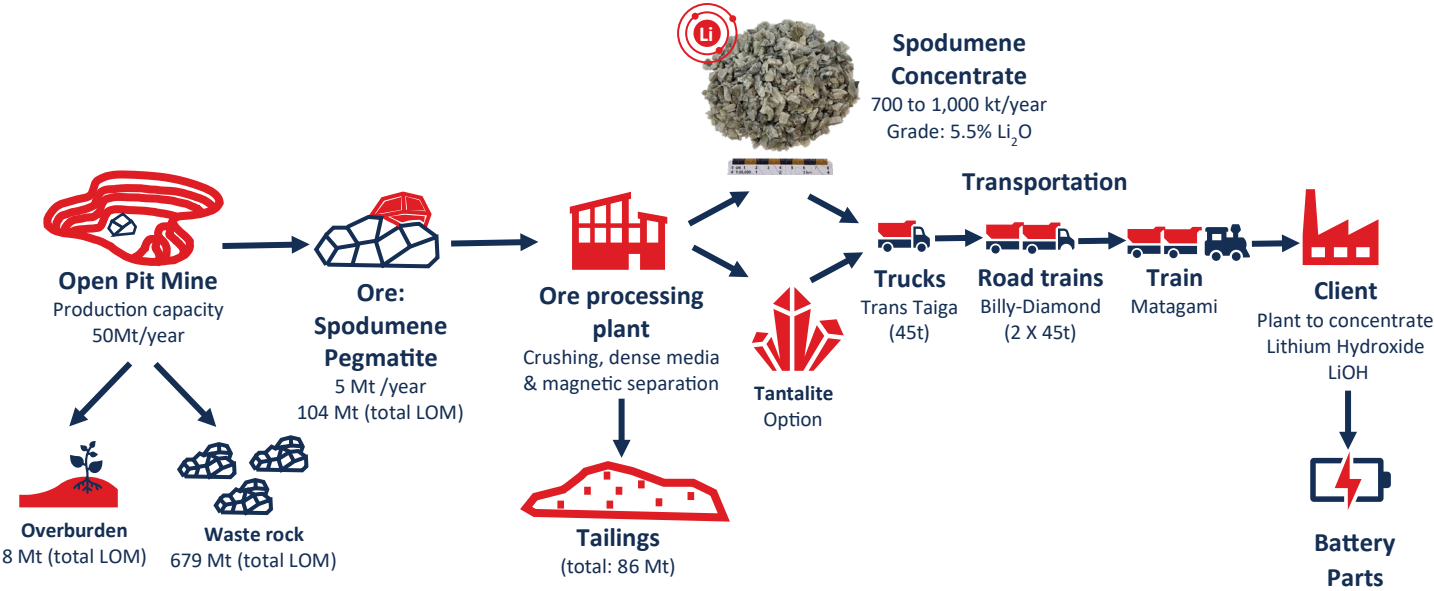 Li
Spodumene
Concentrate
700 to 1,000 kt/year
Grade: 5.5% Li₂O
Transportation
Open Pit Mine
Production capacity
50Mt/year
Ore:
Spodumene
Pegmatite
5 Mt /year
104 Mt (total LOM)
Ore processing
plant
Crushing, dense media
& magnetic separation
Tantalite
Option
Trucks
Trans Taiga
(45t)
Road trains
Billy-Diamond
(2 X 45t)
Train
Matagami
Client
Plant to concentrate
Lithium Hydroxide
LiOH
Overburden
8 Mt (total LOM)
Waste rock
679 Mt (total LOM)
Tailings
(total: 86 Mt)
Battery
Parts